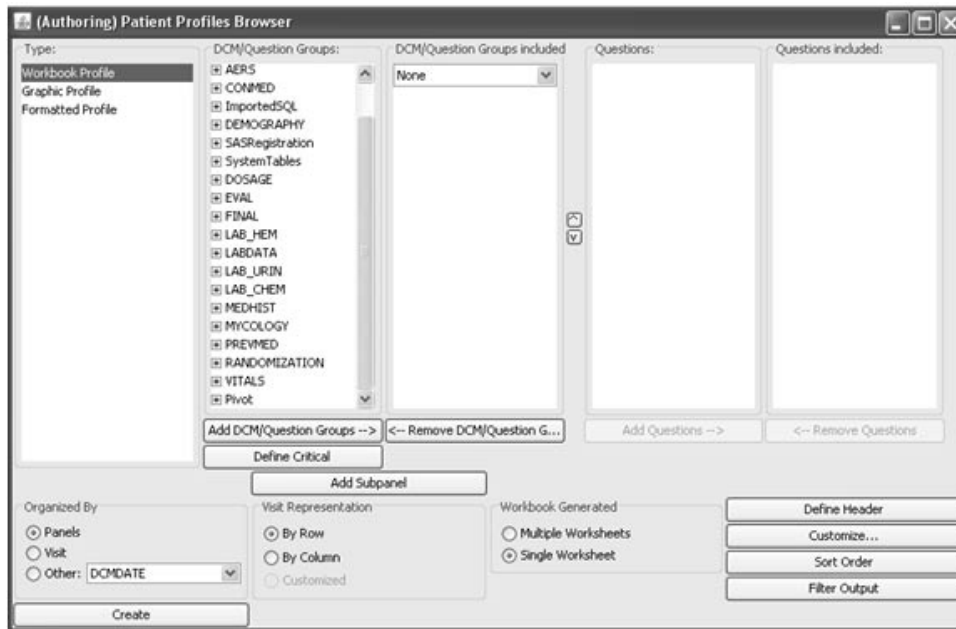 (Authoring) Patient Profiles Browser
Type:
Workbook Profile
Graphic Profile
Formatted Profile
DCM/Question Groups:
AERS
CONMED
ImportedSQL
DEMOGRAPHY
SASRegistration
SystemTables
DOSAGE
EVAL
FINAL
LAB_HEM
LABDATA
LAB_URIN
LAB_CHEM
MEDHIST
MYCOLOGY
PREVMED
RANDOMIZATION
VITALS
Pivot
DCM/Question Groups included
None
Questions:
Questions included:
Add DCM/Question Groups -->
<-- Remove DCM/Question G...
Add Questions -->
<-- Remove Questions
Define Critical
Add Subpanel
Organized By
Panels
Visit
Other: DCMDATE
Visit Representation
By Row
By Column
Customized
Workbook Generated
Multiple Worksheets
Single Worksheet
Define Header
Customize...
Sort Order
Filter Output
Create